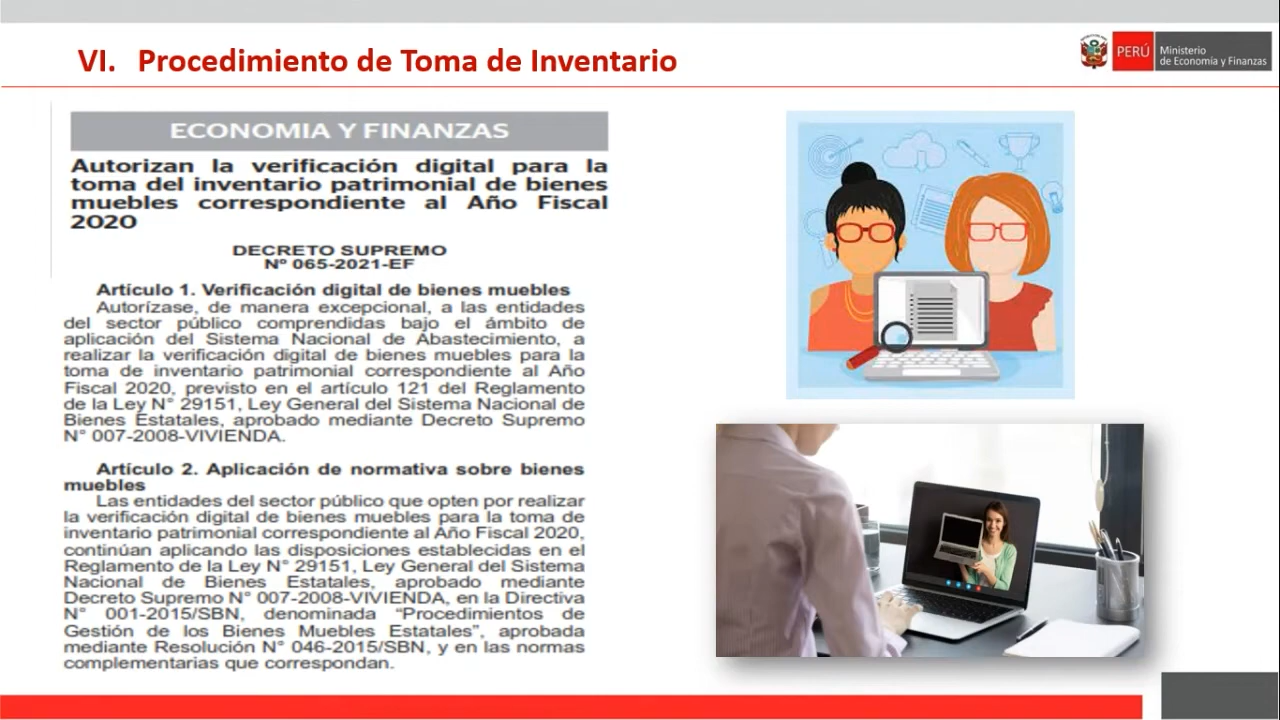 VI. Procedimiento de Toma de Inventario
PERÚ
Ministerio
de Economía y Finanzas
ECONOMIA Y FINANZAS
Autorizan la verificación digital para la
toma del inventario patrimonial de bienes
muebles correspondiente al Año Fiscal
2020
DECRETO SUPREMO
Nº 065-2021-EF
Artículo 1. Verificación digital de bienes muebles
Autorízase, de manera excepcional, a las entidades
del sector público comprendidas bajo el ámbito de
aplicación del Sistema Nacional de Abastecimiento, a
realizar la verificación digital de bienes muebles para la
toma de inventario patrimonial correspondiente al Año
Fiscal 2020, previsto en el artículo 121 del Reglamento
de la Ley N° 29151, Ley General del Sistema Nacional de
Bienes Estatales, aprobado mediante Decreto Supremo
N° 007-2008-VIVIENDA.
Artículo 2. Aplicación de normativa sobre bienes
muebles
Las entidades del sector público que opten por realizar
la verificación digital de bienes muebles para la toma de
inventario patrimonial correspondiente al Año Fiscal 2020,
continúan aplicando las disposiciones establecidas en el
Reglamento de la Ley N° 29151, Ley General del Sistema
Nacional de Bienes Estatales, aprobado mediante
Decreto Supremo N° 007-2008-VIVIENDA, en la Directiva
N° 001-2015/SBN, denominada “Procedimientos de
Gestión de los Bienes Muebles Estatales”, aprobada
mediante Resolución N° 046-2015/SBN, y en las normas
complementarias que correspondan.